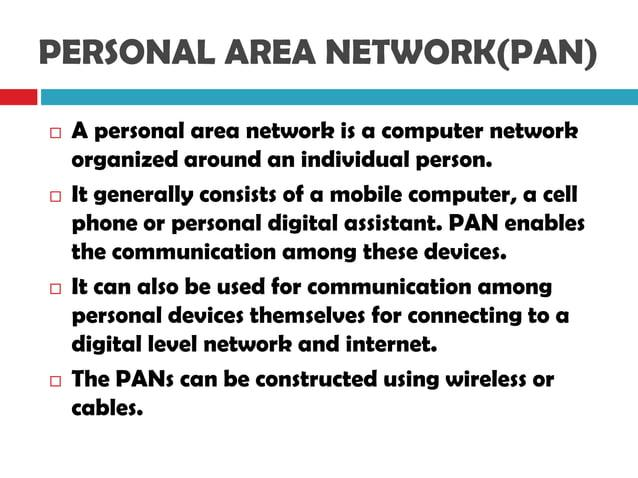 PERSONAL AREA NETWORK(PAN)
A personal area network is a computer network
organized around an individual person.
It generally consists of a mobile computer, a cell
phone or personal digital assistant. PAN enables
the communication among these devices.
It can also be used for communication among
personal devices themselves for connecting to a
digital level network and internet.
The PANs can be constructed using wireless or
cables.